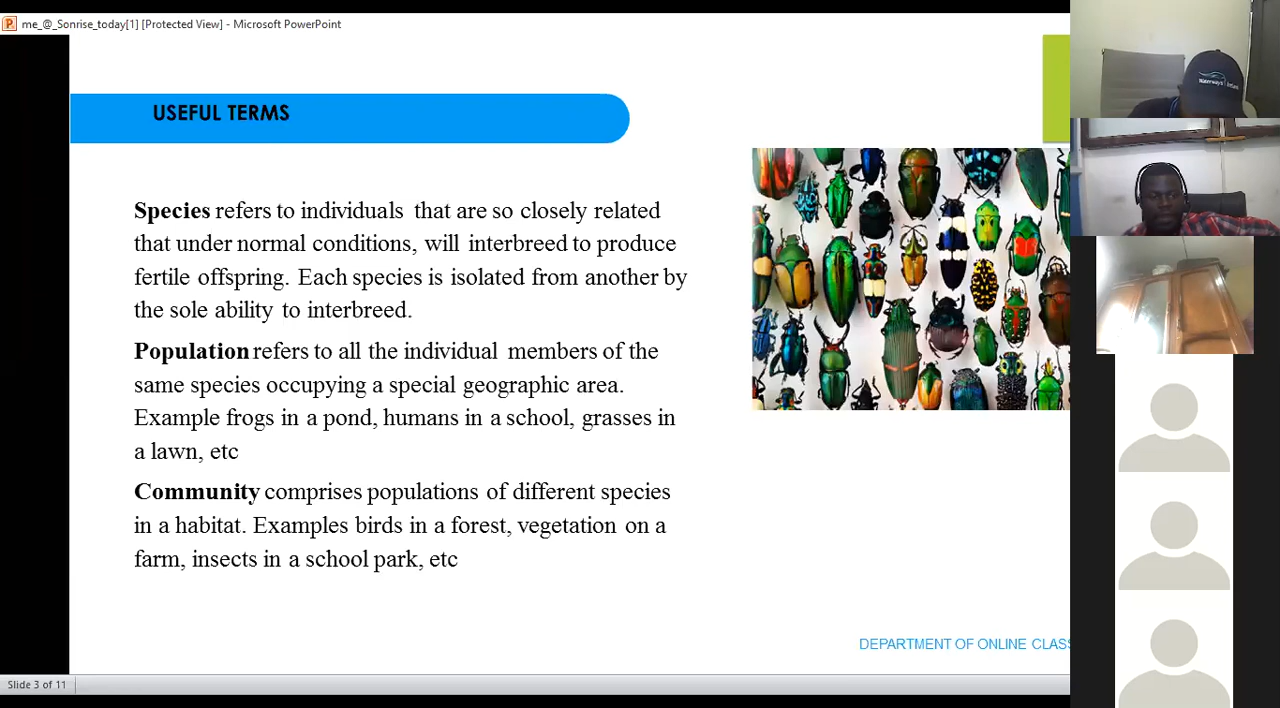 me_@_Sonrise_today[1] [Protected View] - Microsoft PowerPoint
USEFUL TERMS
Species refers to individuals that are so closely related
that under normal conditions, will interbreed to produce
fertile offspring. Each species is isolated from another by
the sole ability to interbreed.
Population refers to all the individual members of the
same species occupying a special geographic area.
Example frogs in a pond, humans in a school, grasses in
a lawn, etc
Community comprises populations of different species
in a habitat. Examples birds in a forest, vegetation on a
farm, insects in a school park, etc
DEPARTMENT OF ONLINE CLAS
Slide 3 of 11